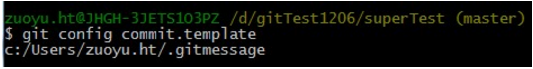 zuoyu.ht@JHGH-3JETS1O3PZ /d/gitTest1206/superTest (master)
$ git config commit.template
c:/Users/zuoyu.ht/.gitmessage